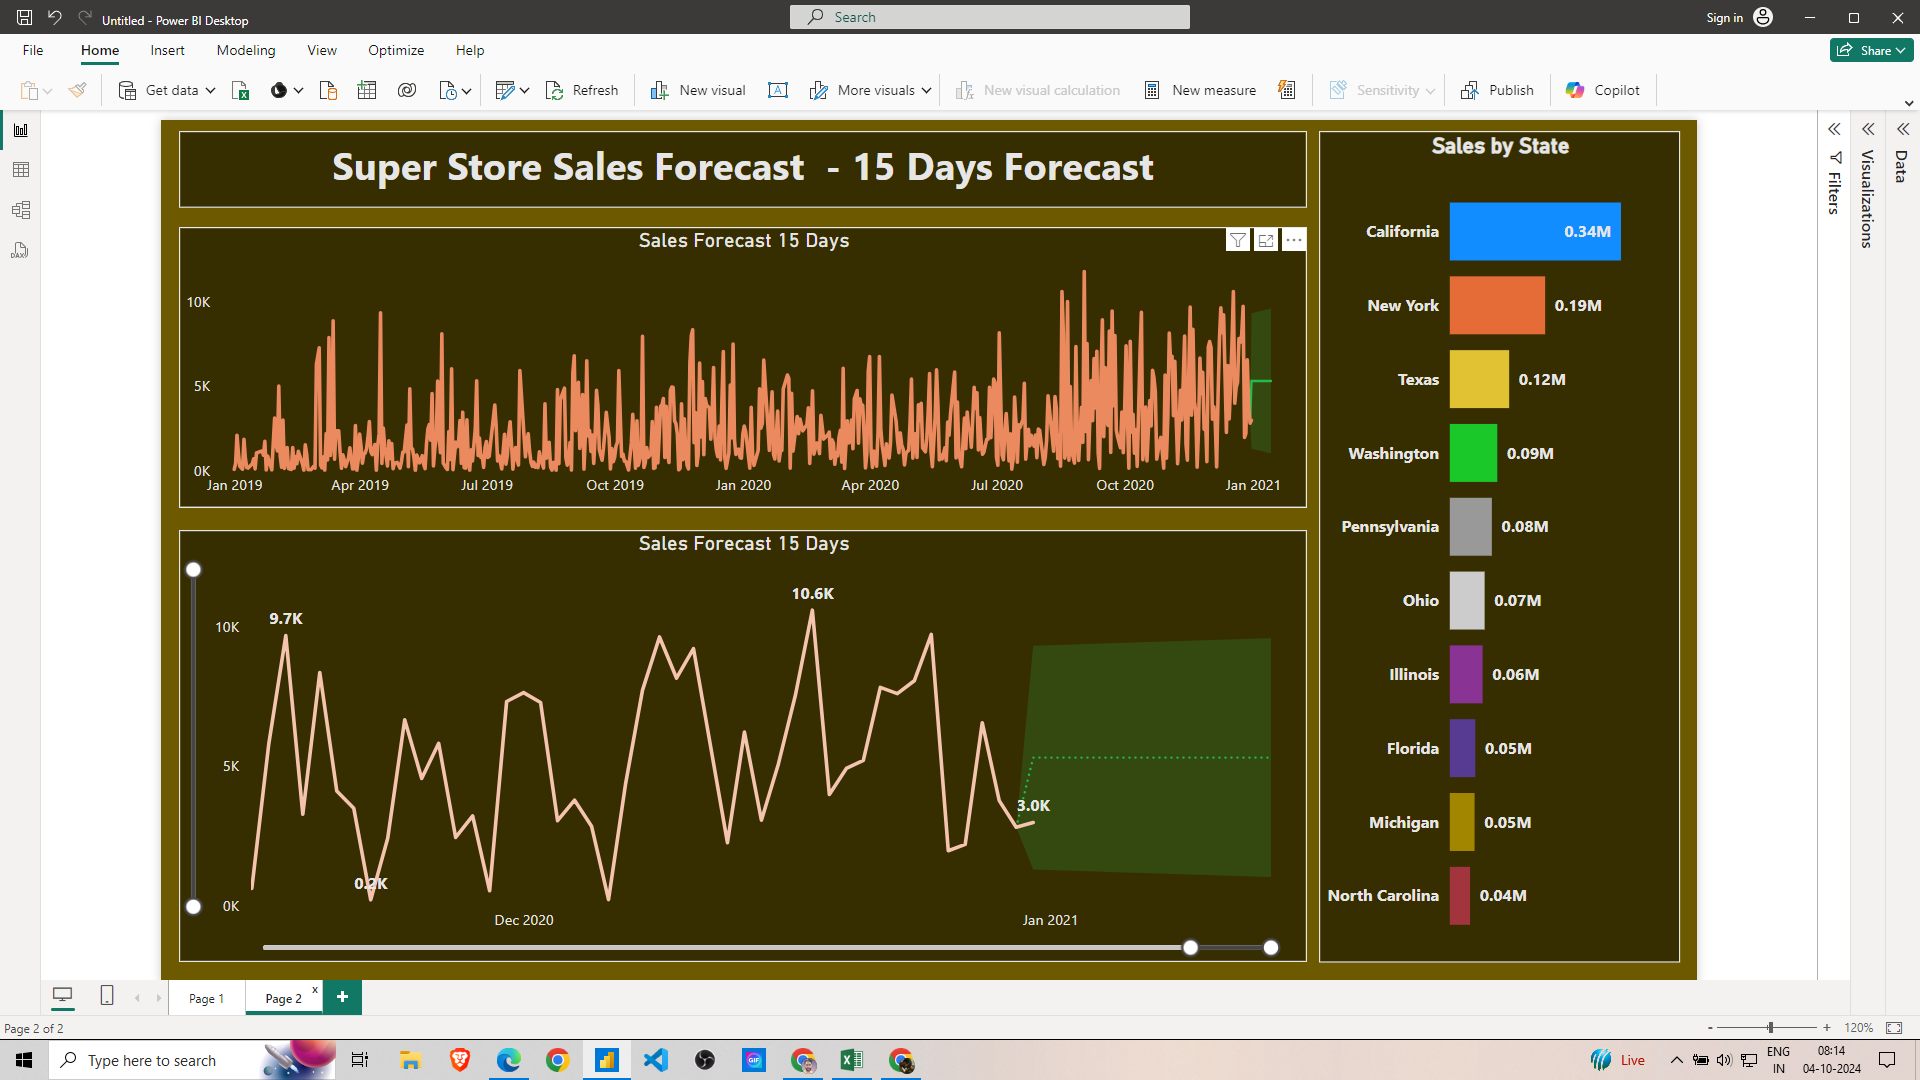 Untitled - Power BI Desktop
Search
Sign in
File
Home
Insert
Modeling
View
Optimize
Help
Share
Get data
Refresh
New visual
A
More visuals
New visual calculation
New measure
Sensitivity
Publish
Copilot
DAX
Super Store Sales Forecast - 15 Days Forecast
Sales Forecast 15 Days
10K
5K
0K
Jan 2019
Apr 2019
Jul 2019
Oct 2019
Jan 2020
Apr 2020
Jul 2020
Oct 2020
Jan 2021
Sales Forecast 15 Days
10K
5K
0K
9.7K
0.2K
10.6K
3.0K
Dec 2020
Jan 2021
Sales by State
California 0.34M
New York 0.19M
Texas 0.12M
Washington 0.09M
Pennsylvania 0.08M
Ohio 0.07M
Illinois 0.06M
Florida 0.05M
Michigan 0.05M
North Carolina 0.04M
Filters
Visualizations
Data
Page 1
Page 2
x
+
Page 2 of 2
- + 120%
Type here to search
GIF
Live
ENG
IN
08:14
04-10-2024